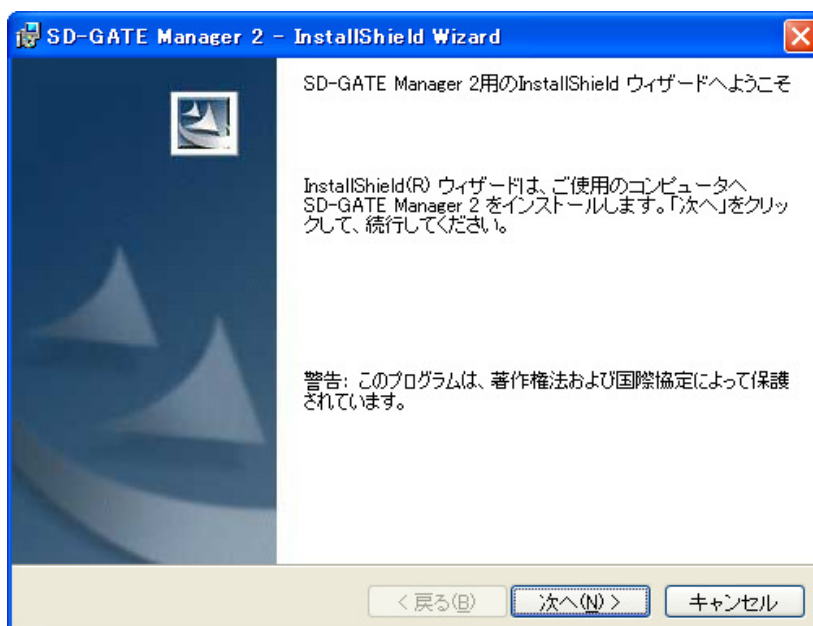 SD-GATE Manager 2 - InstallShield Wizard
SD-GATE Manager 2用のInstallShield ウィザードへようこそ
InstallShield(R) ウィザードは、ご使用のコンピュータへ
SD-GATE Manager 2 をインストールします。「次へ」をクリッ
クして、続行してください。
警告: このプログラムは、著作権法および国際協定によって保護
されています。
< 戻る(B)
次へ(N) >
キャンセル